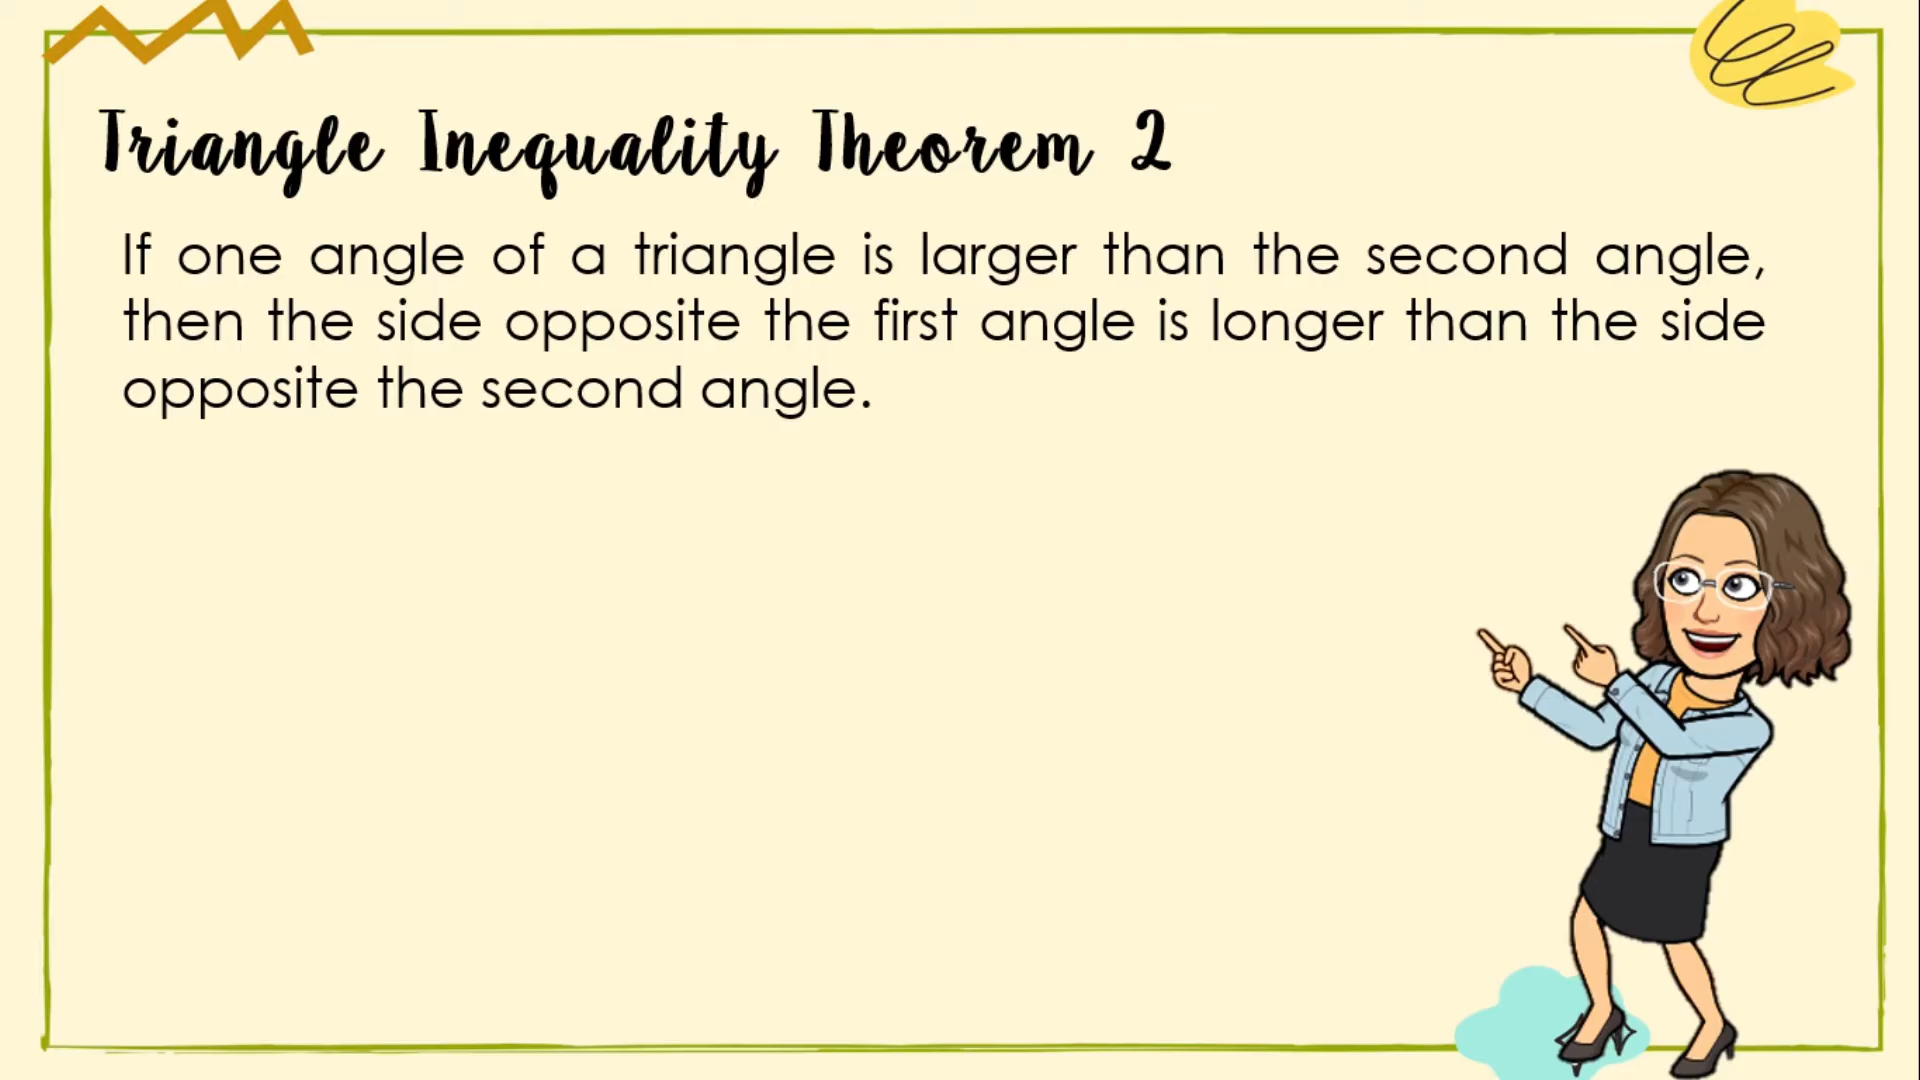 Triangle Inequality Theorem 2
If one angle of a triangle is larger than the second angle,
then the side opposite the first angle is longer than the side
opposite the second angle.